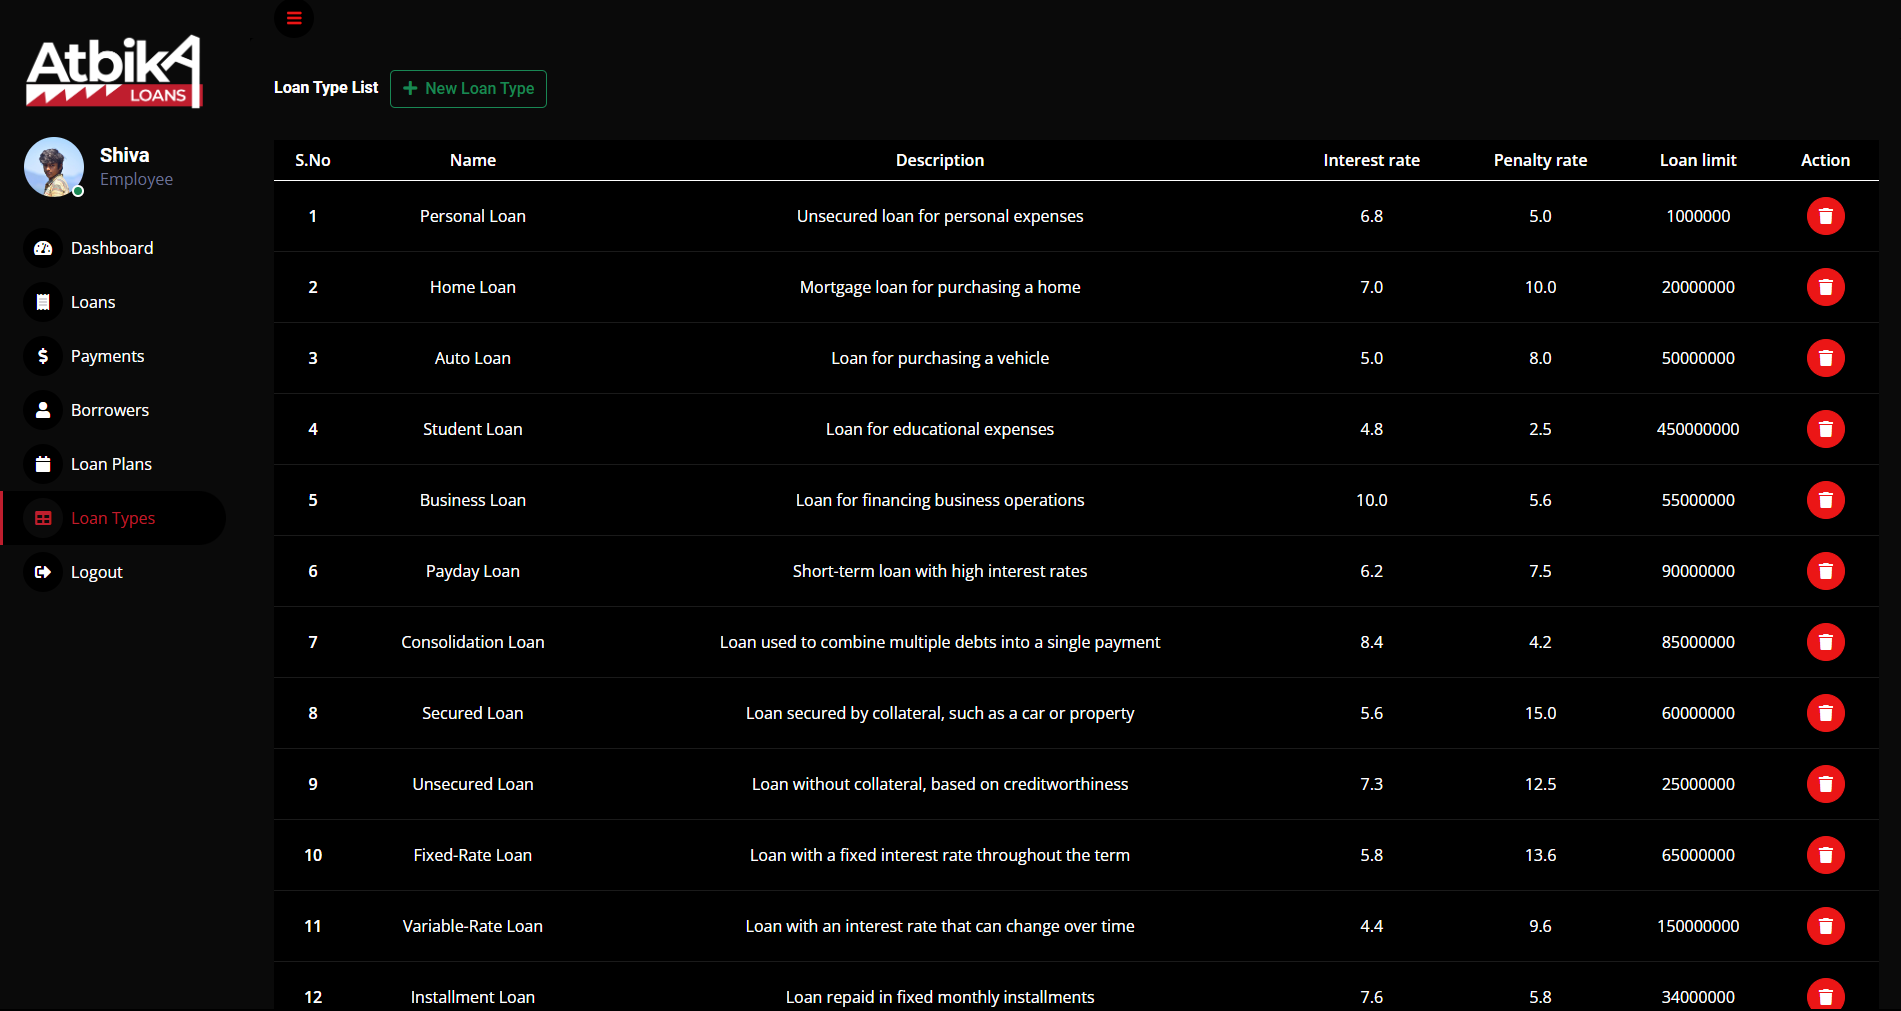 AtbikA
LOANS
Shiva
Employee
Dashboard
Loans
Payments
Borrowers
Loan Plans
Loan Types
Logout
Loan Type List
New Loan Type
S.No Name Description Interest rate Penalty rate Loan limit Action
1 Personal Loan Unsecured loan for personal expenses 6.8 5.0 1000000
2 Home Loan Mortgage loan for purchasing a home 7.0 10.0 20000000
3 Auto Loan Loan for purchasing a vehicle 5.0 8.0 50000000
4 Student Loan Loan for educational expenses 4.8 2.5 450000000
5 Business Loan Loan for financing business operations 10.0 5.6 55000000
6 Payday Loan Short-term loan with high interest rates 6.2 7.5 90000000
7 Consolidation Loan Loan used to combine multiple debts into a single payment 8.4 4.2 85000000
8 Secured Loan Loan secured by collateral, such as a car or property 5.6 15.0 60000000
9 Unsecured Loan Loan without collateral, based on creditworthiness 7.3 12.5 25000000
10 Fixed-Rate Loan Loan with a fixed interest rate throughout the term 5.8 13.6 65000000
11 Variable-Rate Loan Loan with an interest rate that can change over time 4.4 9.6 150000000
12 Installment Loan Loan repaid in fixed monthly installments 7.6 5.8 34000000